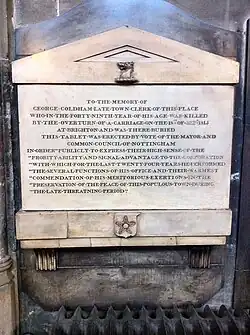 TO THE MEMORY OF
GEORGE COLDHAM LATE TOWN CLERK OF THIS PLACE
WHO IN THE FORTY NINTH YEAR OF HIS AGE WAS KILLED
BY THE OVERTURN OF A CARRIAGE ON THE OF
AT BRIGHTON AND WAS THERE BURIED
THIS TABLET WAS ERECTED BY VOTE OF THE MAYOR AND
COMMON COUNCIL OF NOTTINGHAM
IN ORDER PUBLICLY TO EXPRESS THEIR HIGH SENSE OF THE
"PROBITY ABILITY AND SIGNAL ADVANTAGE TO THE CORPORATION
"WITH WHICH FOR THE LAST TWENTY FOUR YEARS HE PERFORMED
"THE SEVERAL FUNCTIONS OF HIS OFFICE AND THEIR WARMEST
"COMMENDATION OF HIS MERITORIOUS EXERTIONS IN THE
"PRESERVATION OF THE PEACE OF THIS POPULOUS TOWN DURING
"THE LATE THREATENING PERIOD"